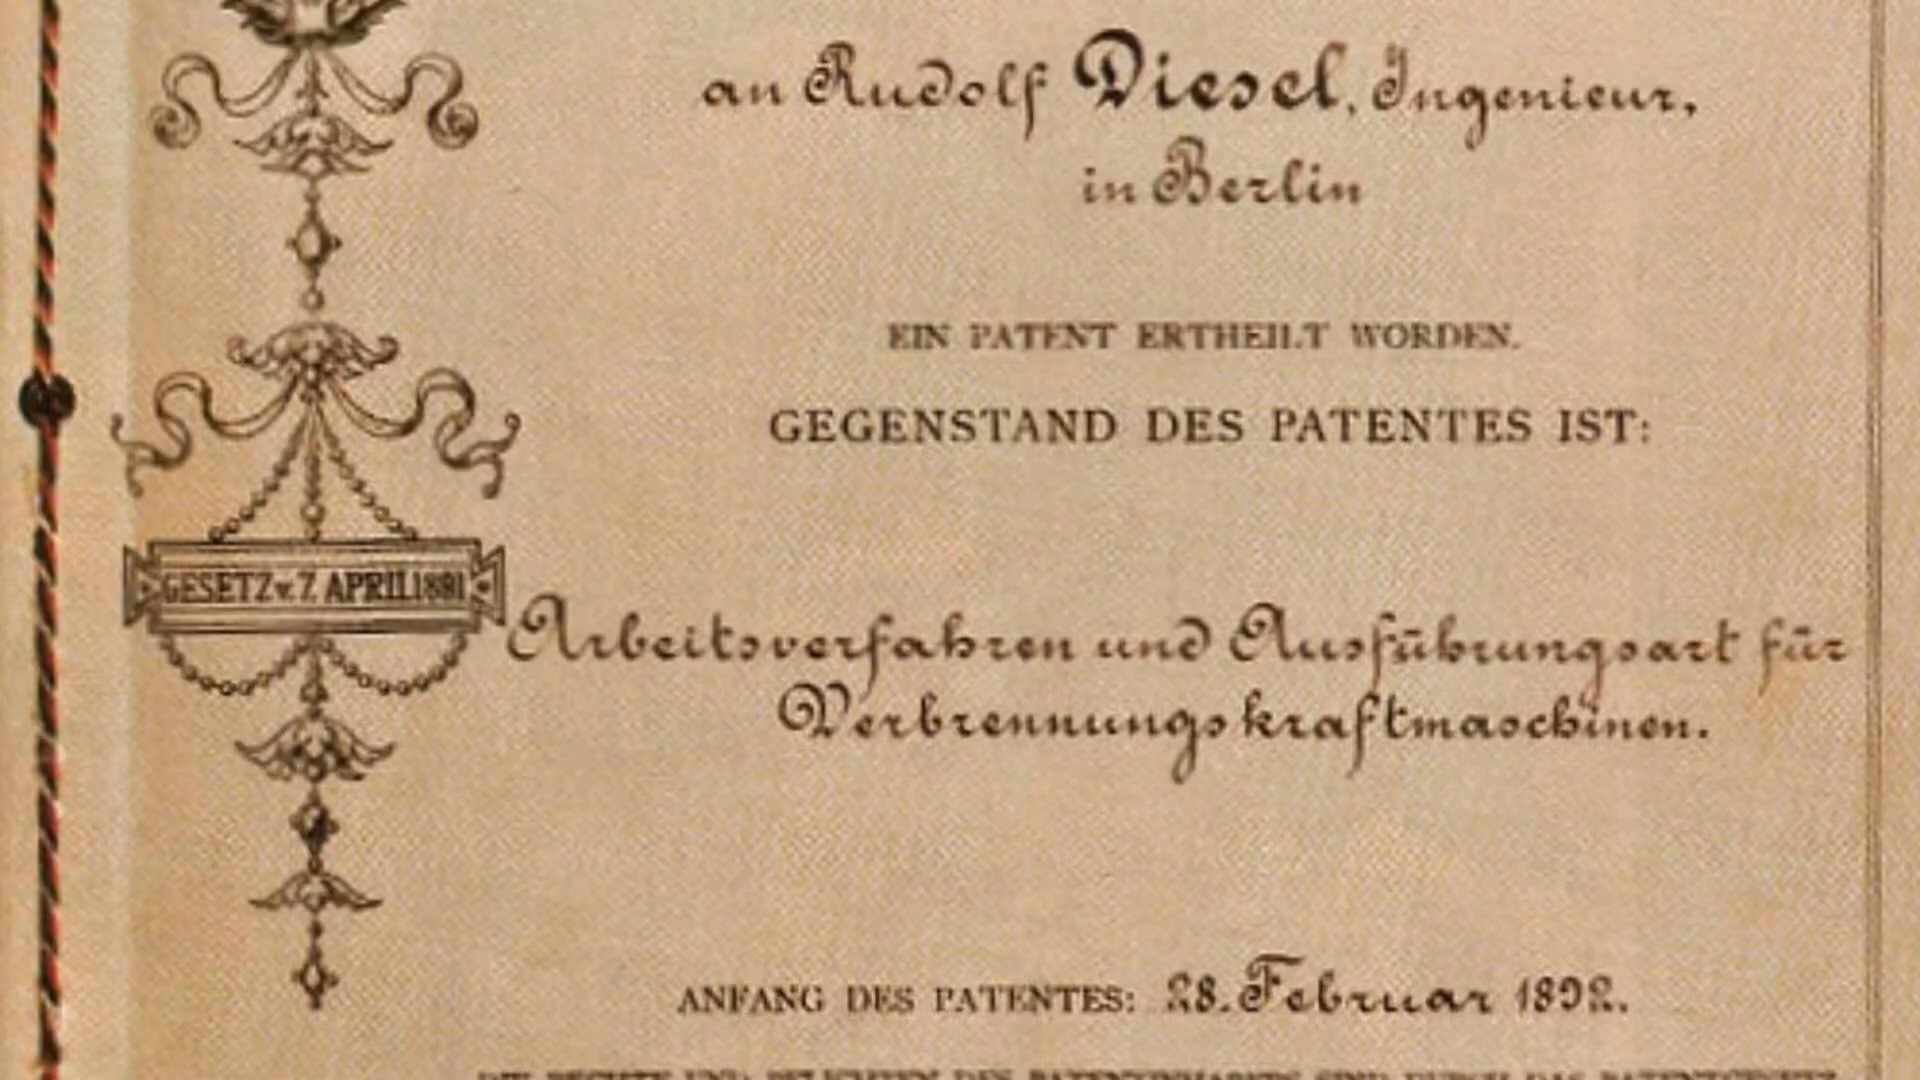 an Rudolf Diesel, Ingenieur,
in Berlin
EIN PATENT ERTHEILT WORDEN.
GEGENSTAND DES PATENTES IST:
GESETZ v. 7. APRIL 1891
Arbeitsverfahren und Ausführungsart für
Verbrennungskraftmaschinen.
ANFANG DES PATENTES: 28. Februar 1892.